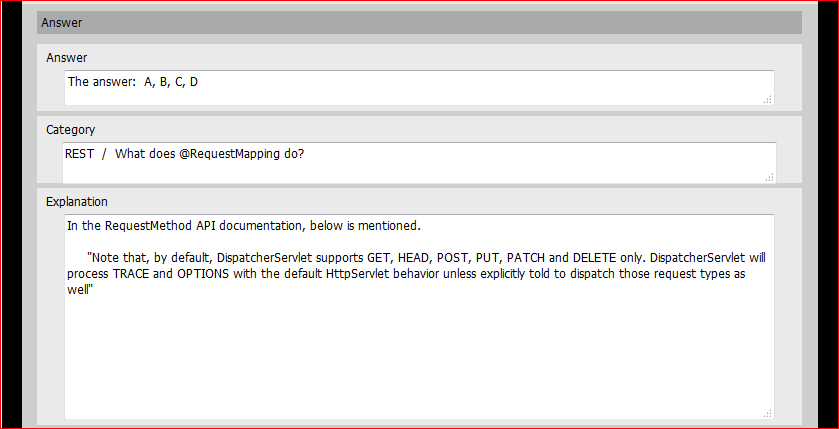 Answer
Answer
The answer:  A, B, C, D
Category
REST  /  What does @RequestMapping do?
Explanation
In the RequestMethod API documentation, below is mentioned.
"Note that, by default, DispatcherServlet supports GET, HEAD, POST, PUT, PATCH and DELETE only. DispatcherServlet will
process TRACE and OPTIONS with the default HttpServlet behavior unless explicitly told to dispatch those request types as
well"